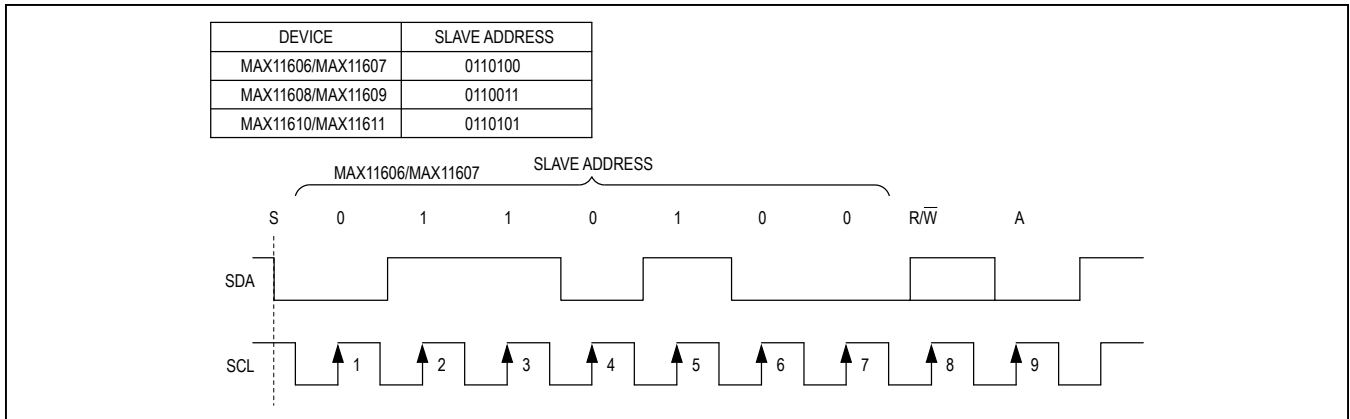 DEVICE SLAVE ADDRESS
MAX11606/MAX11607 0110100
MAX11608/MAX11609 0110011
MAX11610/MAX11611 0110101
SLAVE ADDRESS
MAX11606/MAX11607
S 0 1 1 0 1 0 0 R/W̅ A
SDA
SCL 1 2 3 4 5 6 7 8 9